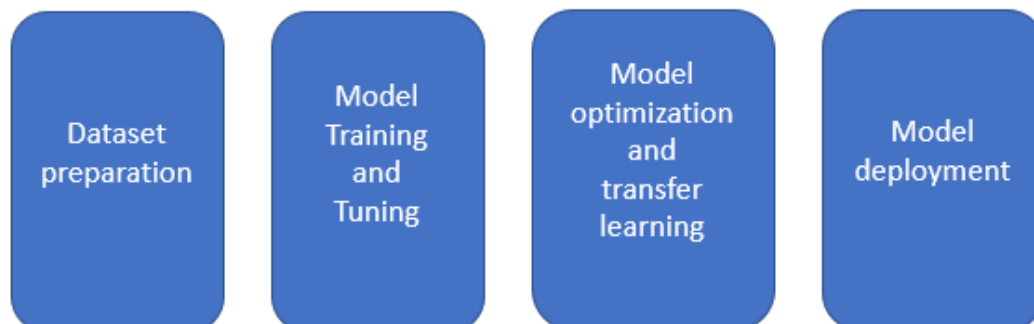 Dataset
preparation
Model
Training
and
Tuning
Model
optimization
and
transfer
learning
Model
deployment